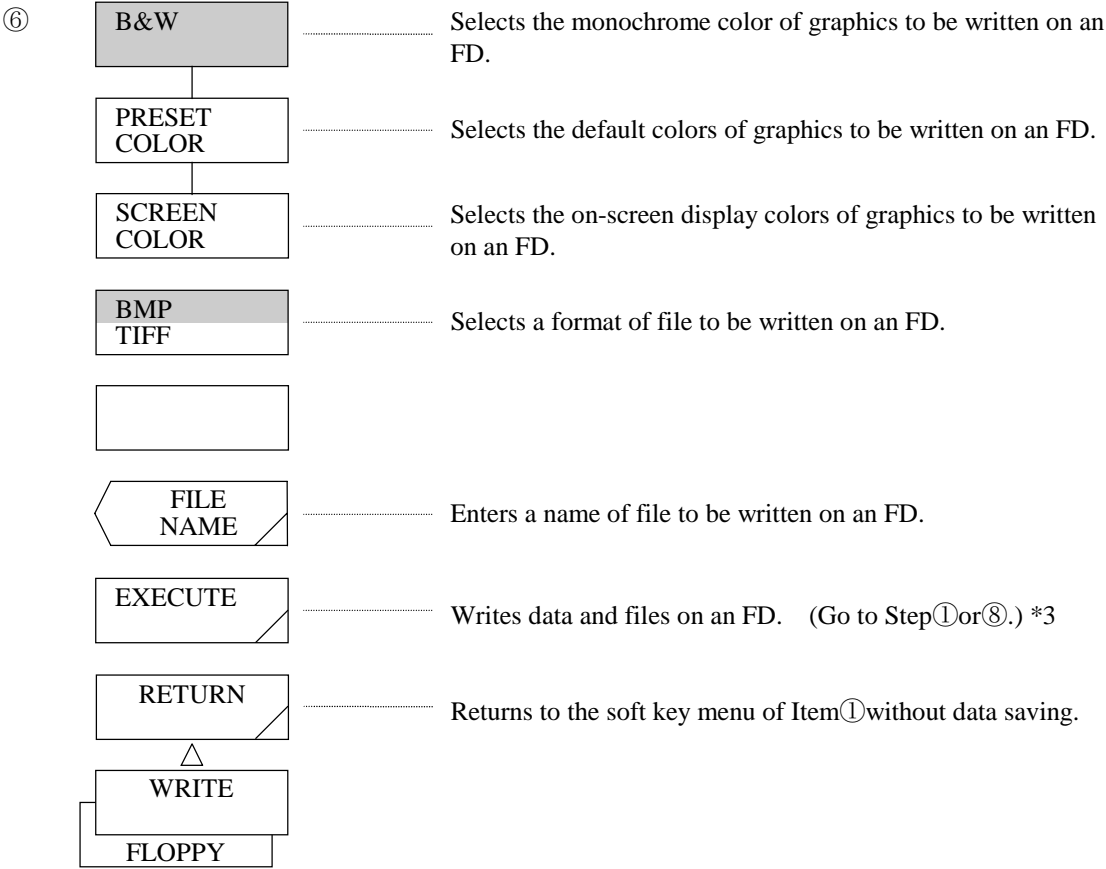 ⑥
B&W
Selects the monochrome color of graphics to be written on an
FD.
PRESET
COLOR
Selects the default colors of graphics to be written on an FD.
SCREEN
COLOR
Selects the on-screen display colors of graphics to be written
on an FD.
BMP
TIFF
Selects a format of file to be written on an FD.
FILE
NAME
Enters a name of file to be written on an FD.
EXECUTE
Writes data and files on an FD. (Go to Step①or⑧.) *3
RETURN
Returns to the soft key menu of Item①without data saving.
WRITE
FLOPPY